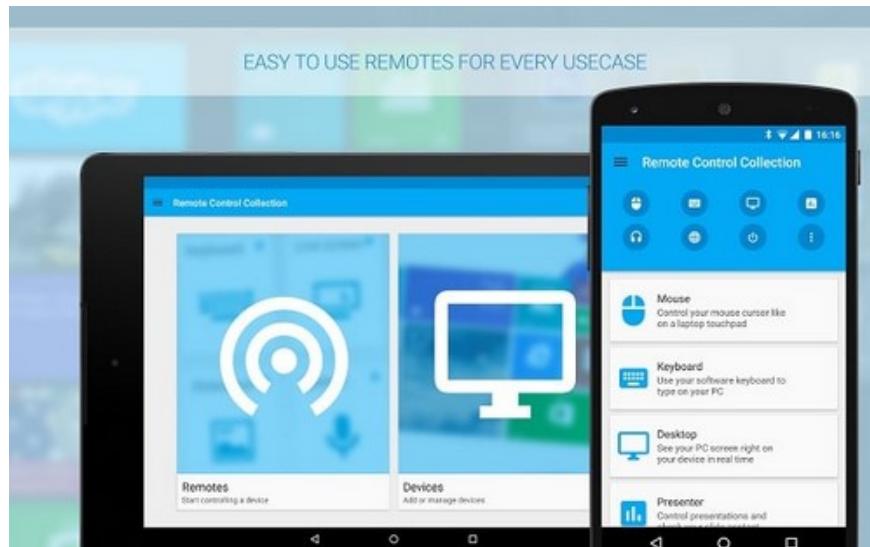 EASY TO USE REMOTES FOR EVERY USECASE
Remote Control Collection
Remotes
Start controlling a device
Devices
Add or manage devices
16:16
Remote Control Collection
Mouse
Control your mouse cursor like
on a laptop touchpad
Keyboard
Use your software keyboard to
type on your PC
Desktop
See your PC screen right on
your device in real time
Presenter
Control presentations and